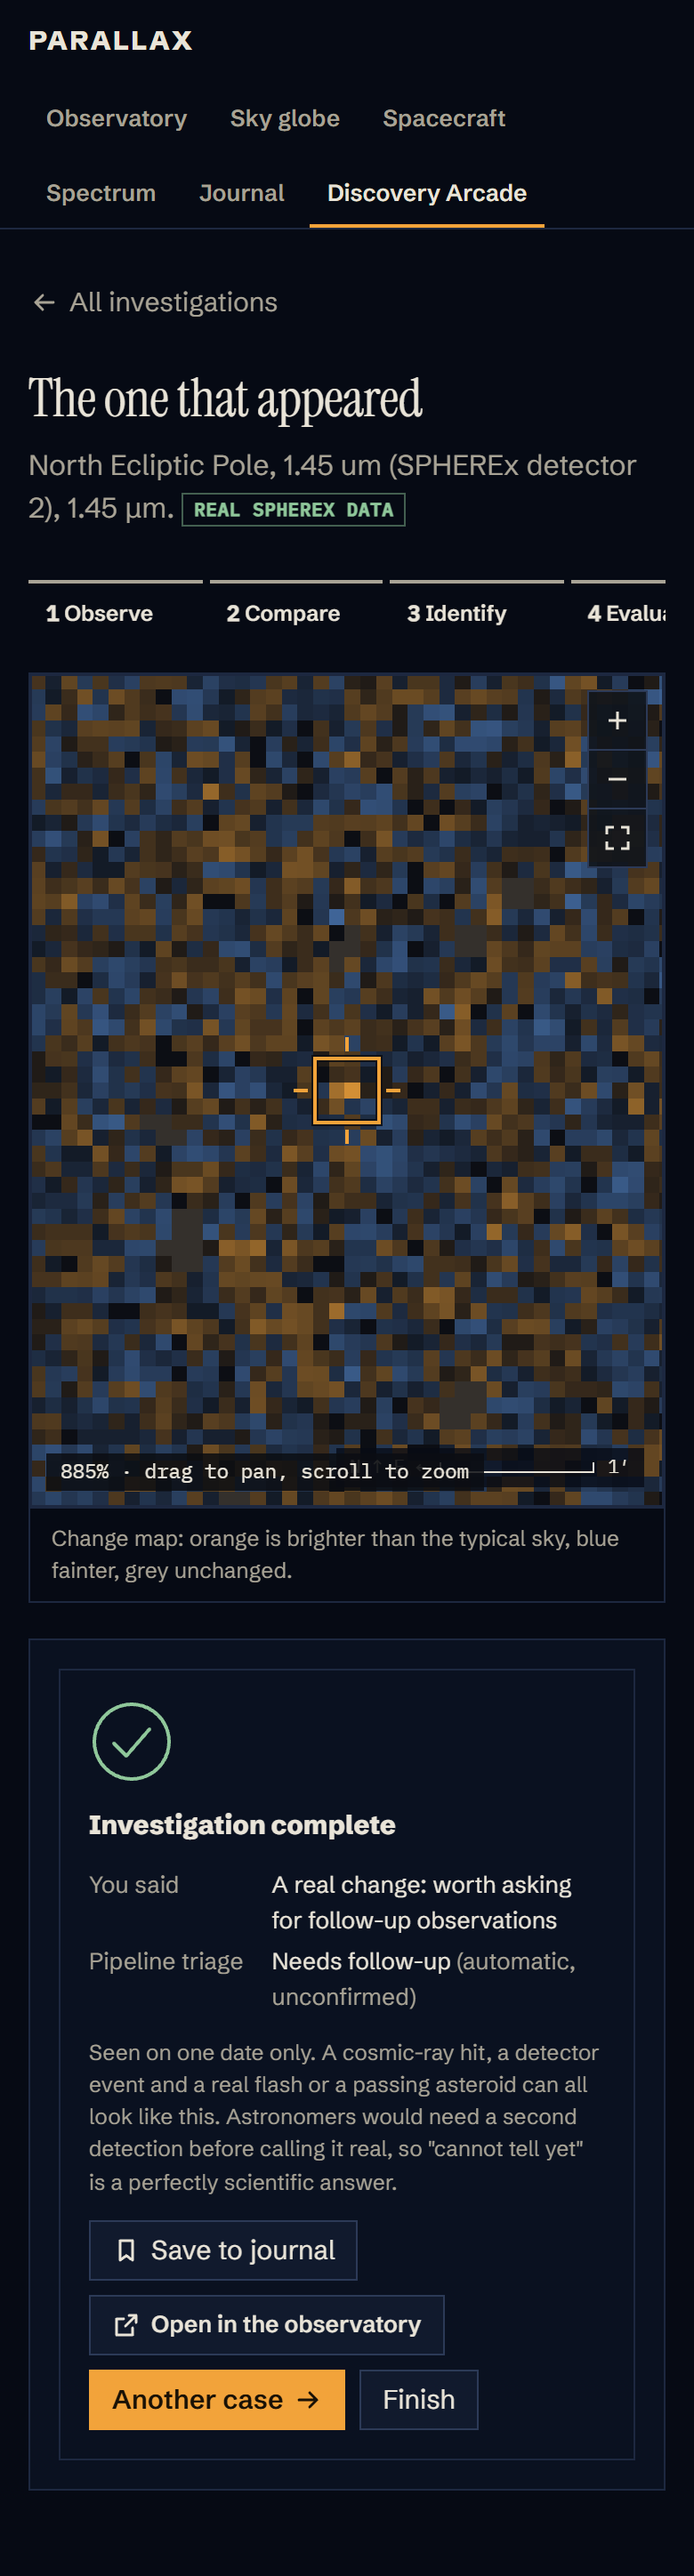 PARALLAX
Observatory Sky globe Spacecraft
Spectrum Journal Discovery Arcade
← All investigations
The one that appeared
North Ecliptic Pole, 1.45 um (SPHEREx detector
2), 1.45 µm. REAL SPHEREX DATA
1 Observe 2 Compare 3 Identify 4
885% · drag to pan, scroll to zoom 1′
Change map: orange is brighter than the typical sky, blue
fainter, grey unchanged.
Investigation complete
You said A real change: worth asking
for follow-up observations
Pipeline triage Needs follow-up (automatic,
unconfirmed)
Seen on one date only. A cosmic-ray hit, a detector
event and a real flash or a passing asteroid can all
look like this. Astronomers would need a second
detection before calling it real, so "cannot tell yet"
is a perfectly scientific answer.
Save to journal
Open in the observatory
Another case →
Finish